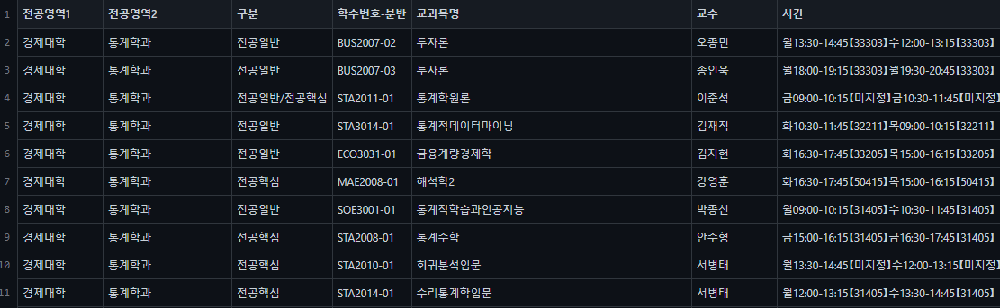 1 전공영역1 전공영역2 구분 학수번호-분반 교과목명 교수 시간
2 경제대학 통계학과 전공일반 BUS2007-02 투자론 오종민 월13:30-14:45【33303】수12:00-13:15【33303】
3 경제대학 통계학과 전공일반 BUS2007-03 투자론 송인욱 월18:00-19:15【33303】월19:30-20:45【33303】
4 경제대학 통계학과 전공일반/전공핵심 STA2011-01 통계학원론 이준석 금09:00-10:15【미지정】금10:30-11:45【미지정】
5 경제대학 통계학과 전공일반 STA3014-01 통계적데이터마이닝 김재직 화10:30-11:45【32211】목09:00-10:15【32211】
6 경제대학 통계학과 전공일반 ECO3031-01 금융계량경제학 김지현 화16:30-17:45【33205】목15:00-16:15【33205】
7 경제대학 통계학과 전공핵심 MAE2008-01 해석학2 강영훈 화16:30-17:45【50415】목15:00-16:15【50415】
8 경제대학 통계학과 전공일반 SOE3001-01 통계적학습과인공지능 박종선 월09:00-10:15【31405】수10:30-11:45【31405】
9 경제대학 통계학과 전공핵심 STA2008-01 통계수학 안수형 금15:00-16:15【31405】금16:30-17:45【31405】
10 경제대학 통계학과 전공핵심 STA2010-01 회귀분석입문 서병태 월13:30-14:45【미지정】수12:00-13:15【미지정】
11 경제대학 통계학과 전공핵심 STA2014-01 수리통계학입문 서병태 월12:00-13:15【31405】수13:30-14:45【31405】